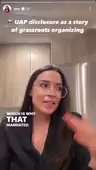 UAP disclosure as a story
of grassroots organizing
WHICH IS WHY
THAT
MANDATED